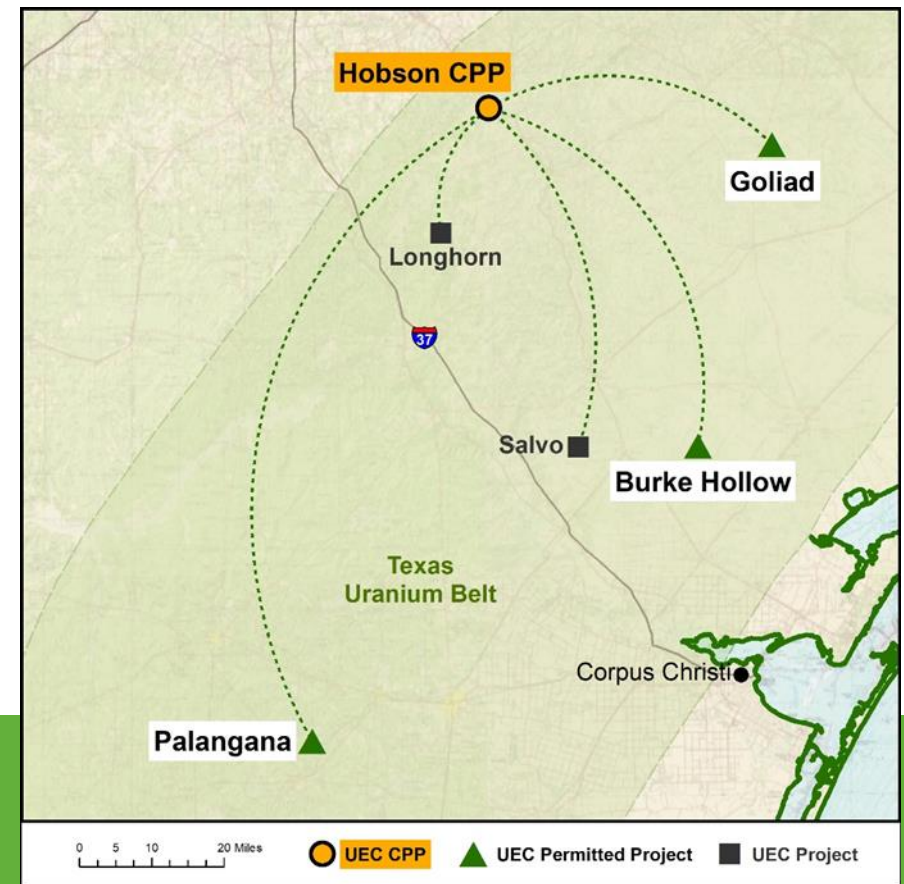 Hobson CPP
Goliad
Longhorn
37
Salvo
Burke Hollow
Texas
Uranium Belt
Corpus Christi
Palangana
0 5 10 20 Miles
UEC CPP
UEC Permitted Project
UEC Project